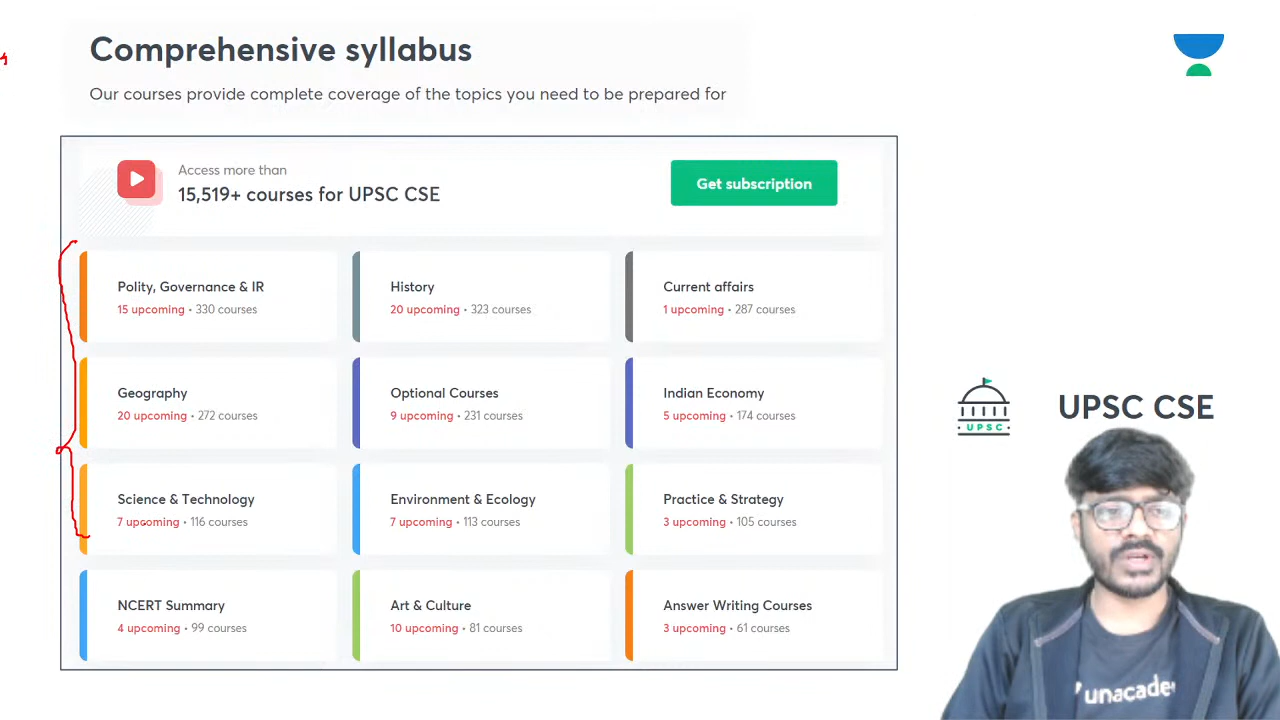 Comprehensive syllabus
Our courses provide complete coverage of the topics you need to be prepared for
Access more than
15,519+ courses for UPSC CSE
Get subscription
Polity, Governance & IR
15 upcoming • 330 courses
History
20 upcoming • 323 courses
Current affairs
1 upcoming • 287 courses
Geography
20 upcoming • 272 courses
Optional Courses
9 upcoming • 231 courses
Indian Economy
5 upcoming • 174 courses
Science & Technology
7 upcoming • 116 courses
Environment & Ecology
7 upcoming • 113 courses
Practice & Strategy
3 upcoming • 105 courses
NCERT Summary
4 upcoming • 99 courses
Art & Culture
10 upcoming • 81 courses
Answer Writing Courses
3 upcoming • 61 courses
UPSC
UPSC CSE
unacade